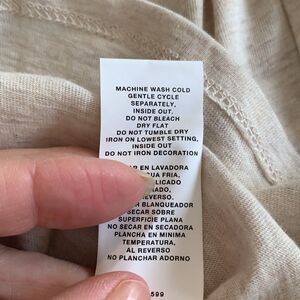 MACHINE WASH COLD
GENTLE CYCLE
SEPARATELY,
INSIDE OUT.
DO NOT BLEACH
DRY FLAT
DO NOT TUMBLE DRY
IRON ON LOWEST SETTING,
INSIDE OUT
DO NOT IRON DECORATION
EN LAVADORA
FRIA,
BLANQUEADOR
SECAR SOBRE
SUPERFICIE PLANA
NO SECAR EN SECADORA
PLANCHA EN MINIMA
TEMPERATURA,
AL REVERSO
NO PLANCHAR ADORNO
599